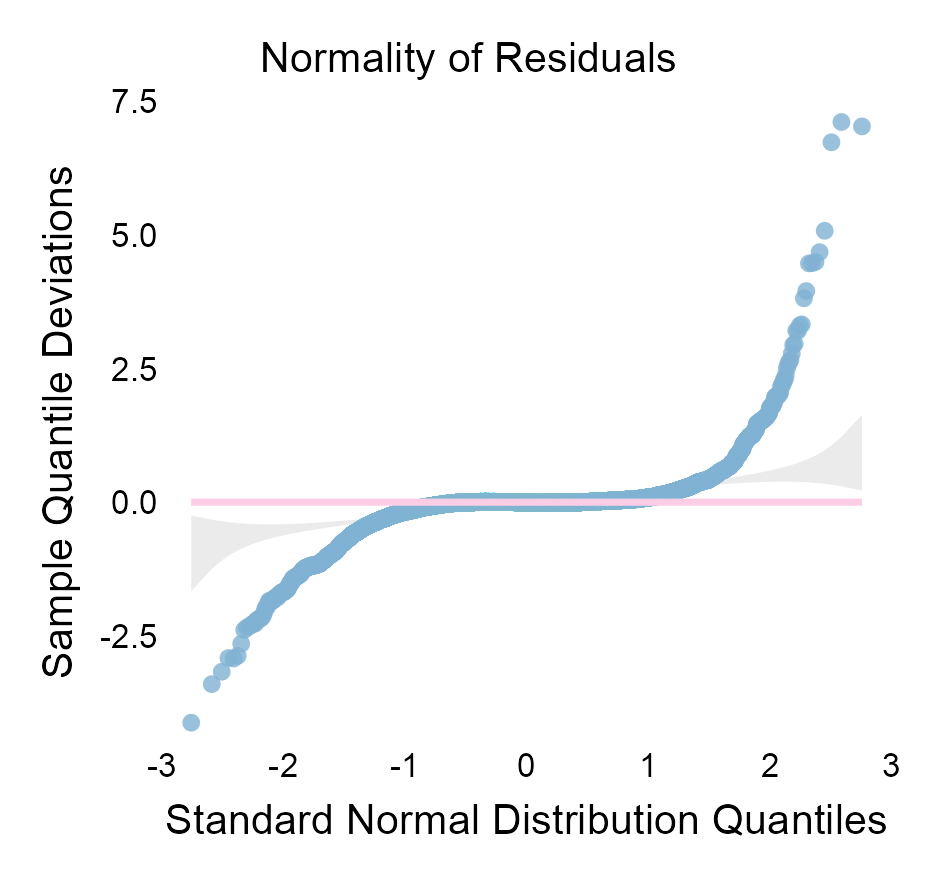 Normality of Residuals
7.5
5.0
2.5
0.0
-2.5
Sample Quantile Deviations
-3 -2 -1 0 1 2 3
Standard Normal Distribution Quantiles